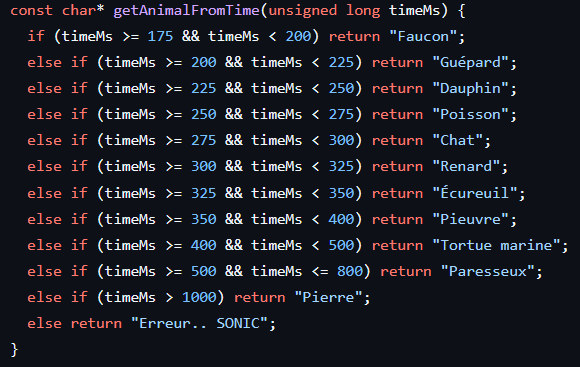 const char* getAnimalFromTime(unsigned long timeMs) {
  if (timeMs >= 175 && timeMs < 200) return "Faucon";
  else if (timeMs >= 200 && timeMs < 225) return "Guépard";
  else if (timeMs >= 225 && timeMs < 250) return "Dauphin";
  else if (timeMs >= 250 && timeMs < 275) return "Poisson";
  else if (timeMs >= 275 && timeMs < 300) return "Chat";
  else if (timeMs >= 300 && timeMs < 325) return "Renard";
  else if (timeMs >= 325 && timeMs < 350) return "Écureuil";
  else if (timeMs >= 350 && timeMs < 400) return "Pieuvre";
  else if (timeMs >= 400 && timeMs < 500) return "Tortue marine";
  else if (timeMs >= 500 && timeMs <= 800) return "Paresseux";
  else if (timeMs > 1000) return "Pierre";
  else return "Erreur.. SONIC";
}